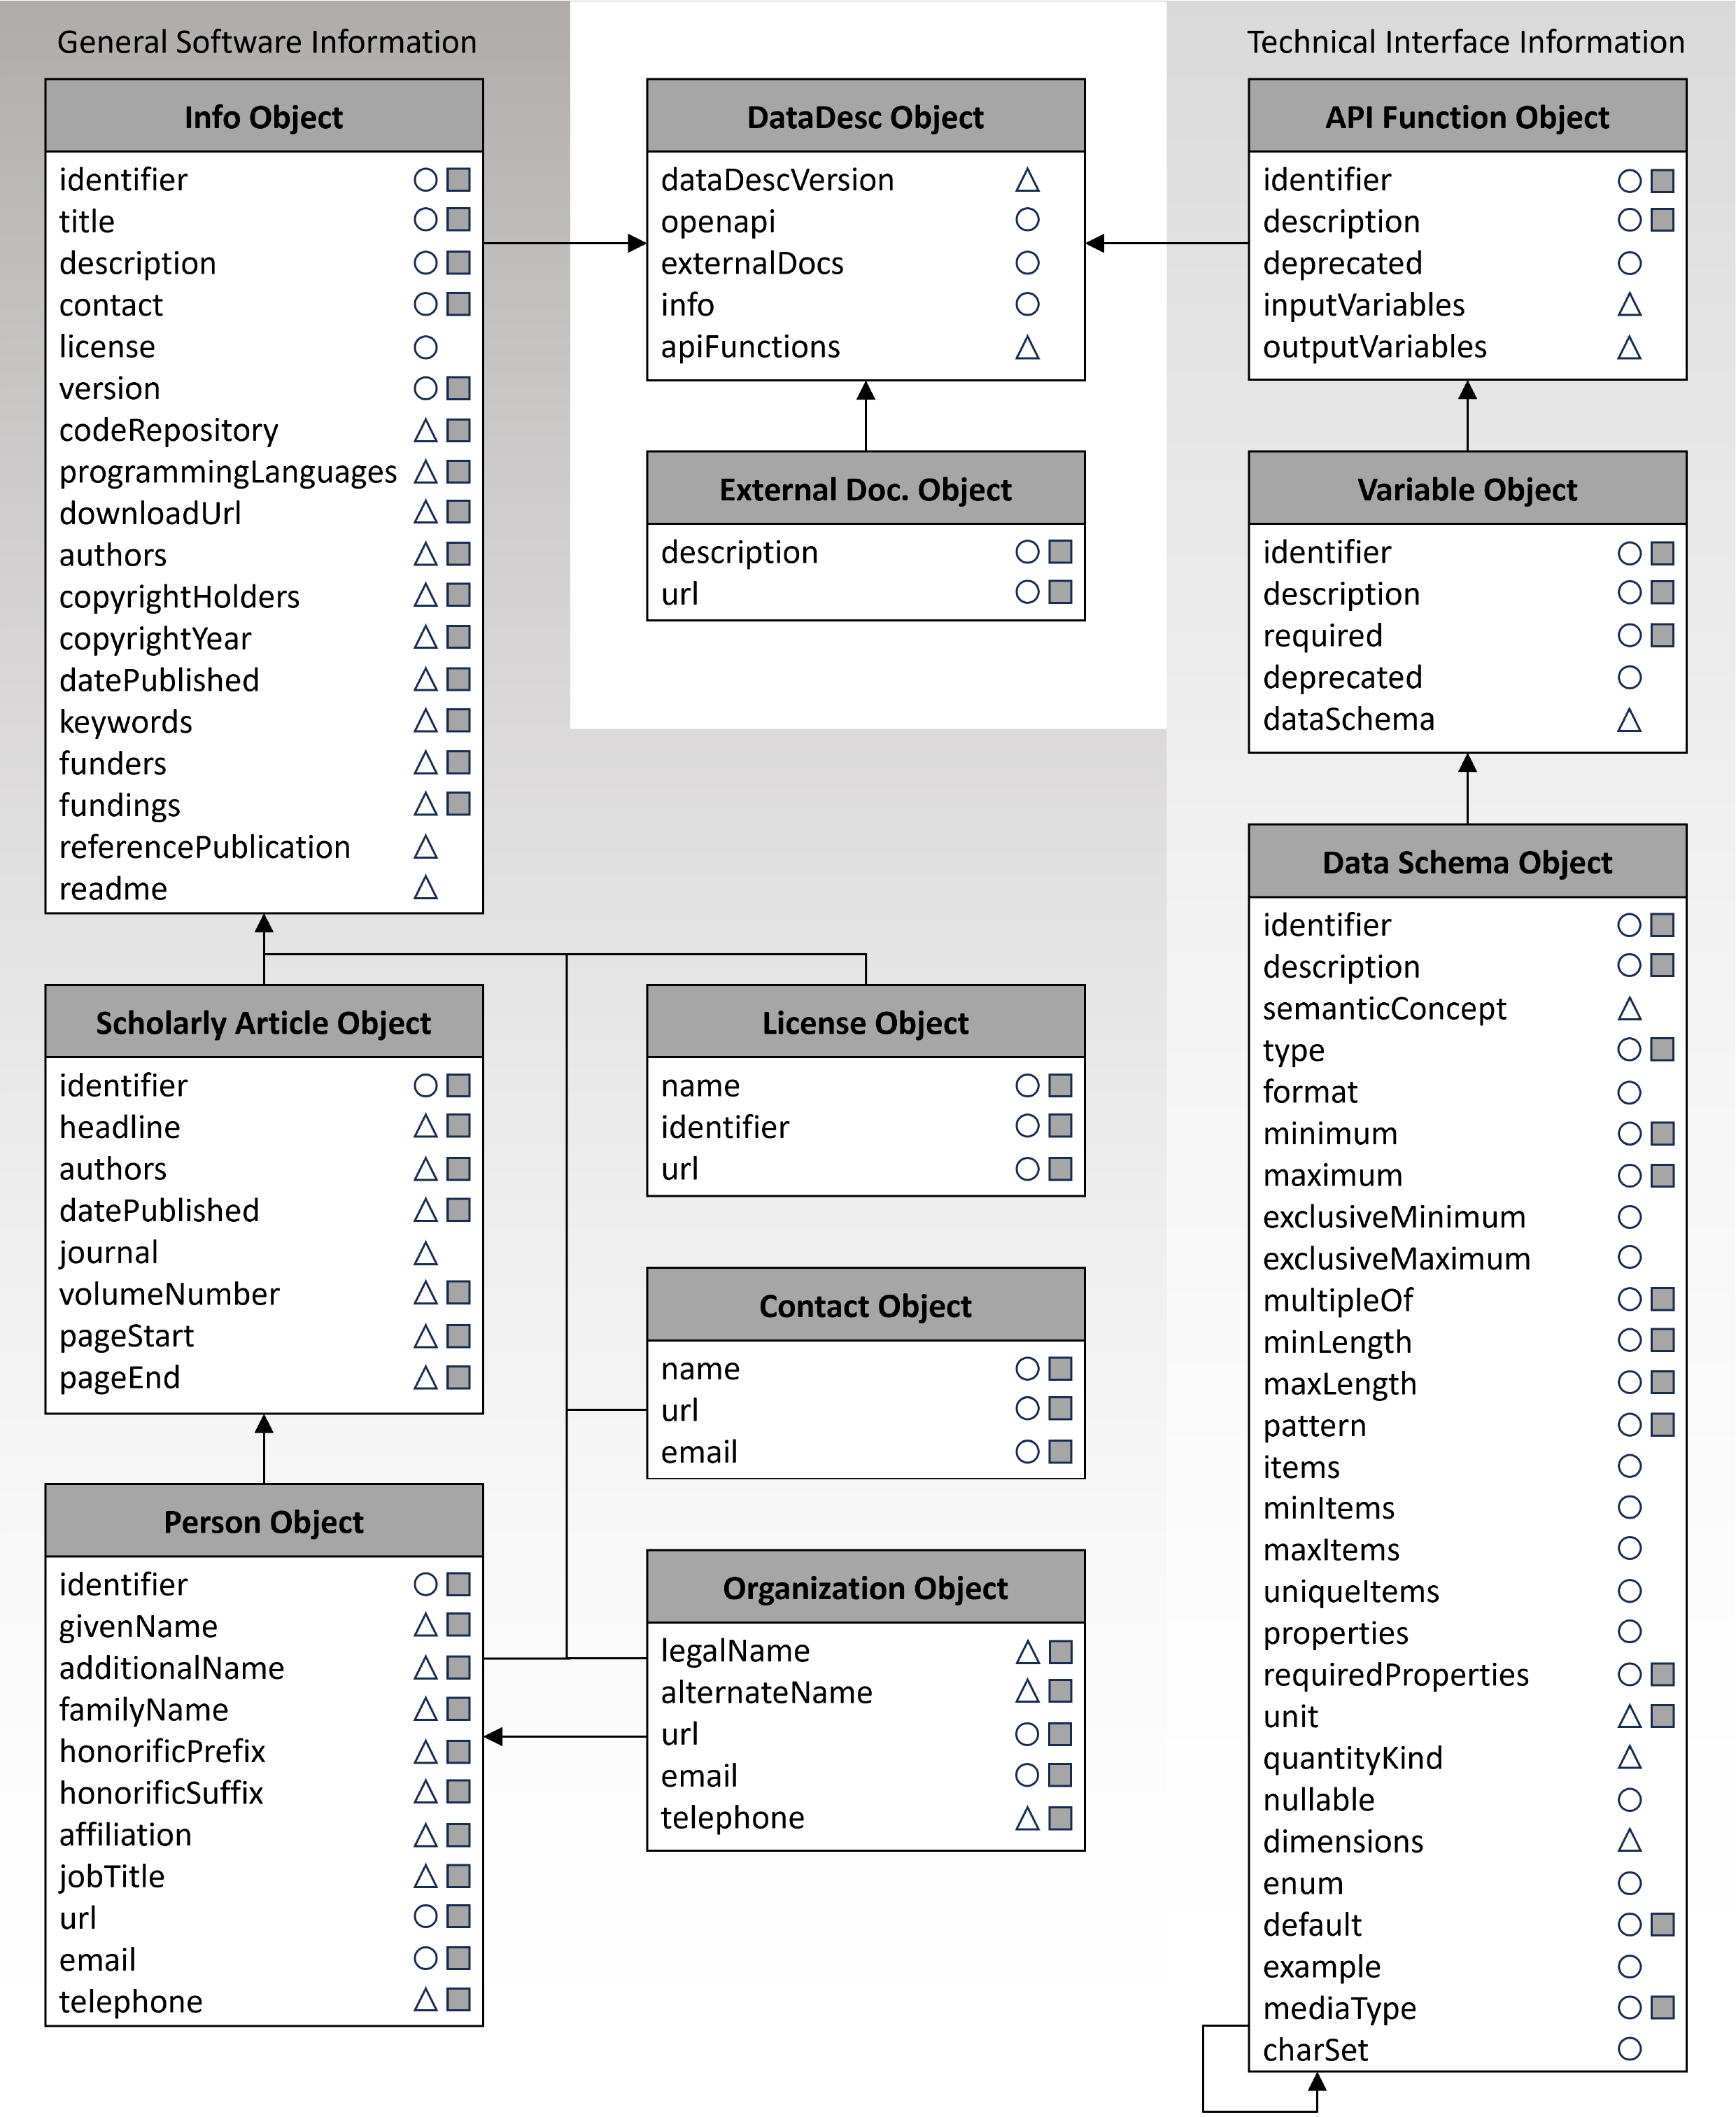 General Software Information
Info Object
identifier
title
description
contact
license
version
codeRepository
programmingLanguages
downloadUrl
authors
copyrightHolders
copyrightYear
datePublished
keywords
funders
fundings
referencePublication
readme
Scholarly Article Object
identifier
headline
authors
datePublished
journal
volumeNumber
pageStart
pageEnd
Person Object
identifier
givenName
additionalName
familyName
honorificPrefix
honorificSuffix
affiliation
jobTitle
url
email
telephone
DataDesc Object
dataDescVersion
openapi
externalDocs
info
apiFunctions
External Doc. Object
description
url
License Object
name
identifier
url
Contact Object
name
url
email
Organization Object
legalName
alternateName
url
email
telephone
Technical Interface Information
API Function Object
identifier
description
deprecated
inputVariables
outputVariables
Variable Object
identifier
description
required
deprecated
dataSchema
Data Schema Object
identifier
description
semanticConcept
type
format
minimum
maximum
exclusiveMinimum
exclusiveMaximum
multipleOf
minLength
maxLength
pattern
items
minItems
maxItems
uniqueItems
properties
requiredProperties
unit
quantityKind
nullable
dimensions
enum
default
example
mediaType
charSet